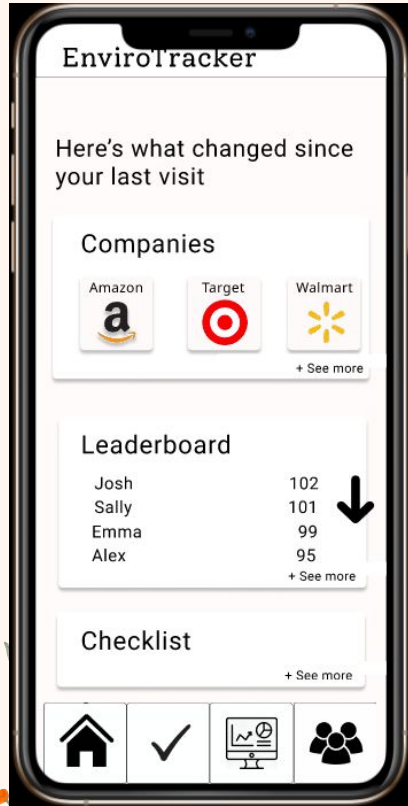 EnviroTracker
Here's what changed since
your last visit
Companies
Amazon Target Walmart
a
+ See more
Leaderboard
Josh 102
Sally 101
Emma 99
Alex 95
+ See more
Checklist
+ See more